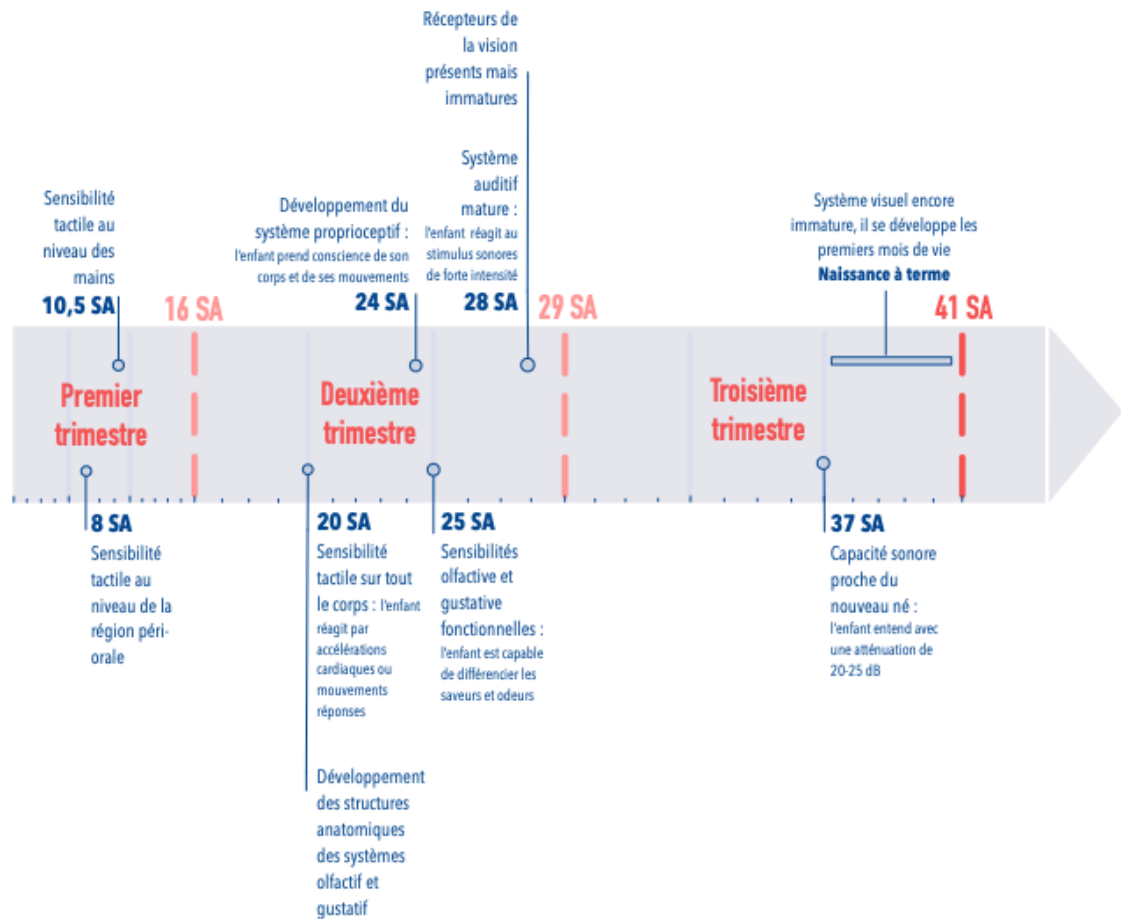 Récepteurs de
la vision
présents mais
immatures
Système
auditif
mature :
l'enfant réagit au
stimulus sonores
de forte intensité
28 SA
Sensibilité
tactile au
niveau des
mains
10,5 SA
Développement du
système proprioceptif :
l'enfant prend conscience de son
corps et de ses mouvements
24 SA
Système visuel encore
immature, il se développe les
premiers mois de vie
Naissance à terme
16 SA
29 SA
41 SA
Premier
trimestre
Deuxième
trimestre
Troisième
trimestre
8 SA
Sensibilité
tactile au
niveau de la
région péri-
orale
20 SA
Sensibilité
tactile sur tout
le corps : l'enfant
réagit par
accélérations
cardiaques ou
mouvements
réponses
Développement
des structures
anatomiques
des systèmes
olfactif et
gustatif
25 SA
Sensibilités
olfactive et
gustative
fonctionnelles :
l'enfant est capable
de différencier les
saveurs et odeurs
37 SA
Capacité sonore
proche du
nouveau né :
l'enfant entend avec
une atténuation de
20-25 dB